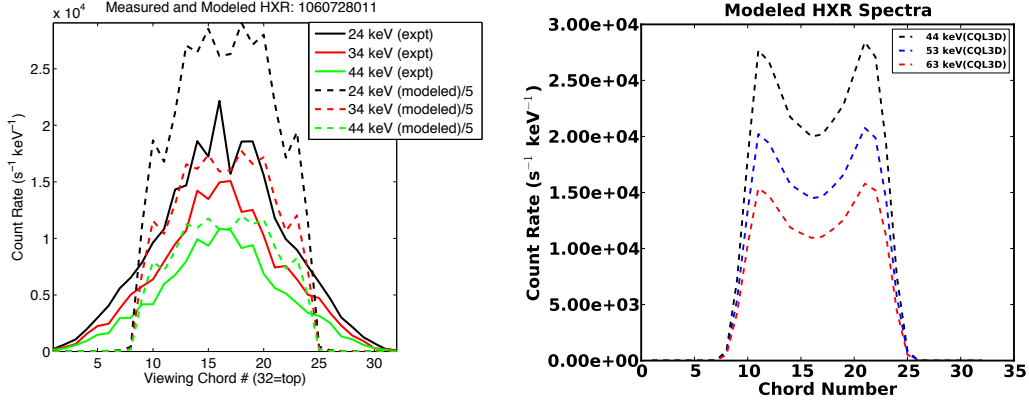 Measured and Modeled HXR: 1060728011
x 10⁴
2.5
2
1.5
1
0.5
0
5
10
15
20
25
30
Count Rate (s⁻¹ keV⁻¹)
Viewing Chord # (32=top)
24 keV (expt)
34 keV (expt)
44 keV (expt)
24 keV (modeled)/5
34 keV (modeled)/5
44 keV (modeled)/5
Modeled HXR Spectra
3.00e+04
2.50e+04
2.00e+04
1.50e+04
1.00e+04
5.00e+03
0.00e+00
0
5
10
15
20
25
30
35
Count Rate (s⁻¹ keV⁻¹)
Chord Number
44 keV(CQL3D)
53 keV(CQL3D)
63 keV(CQL3D)